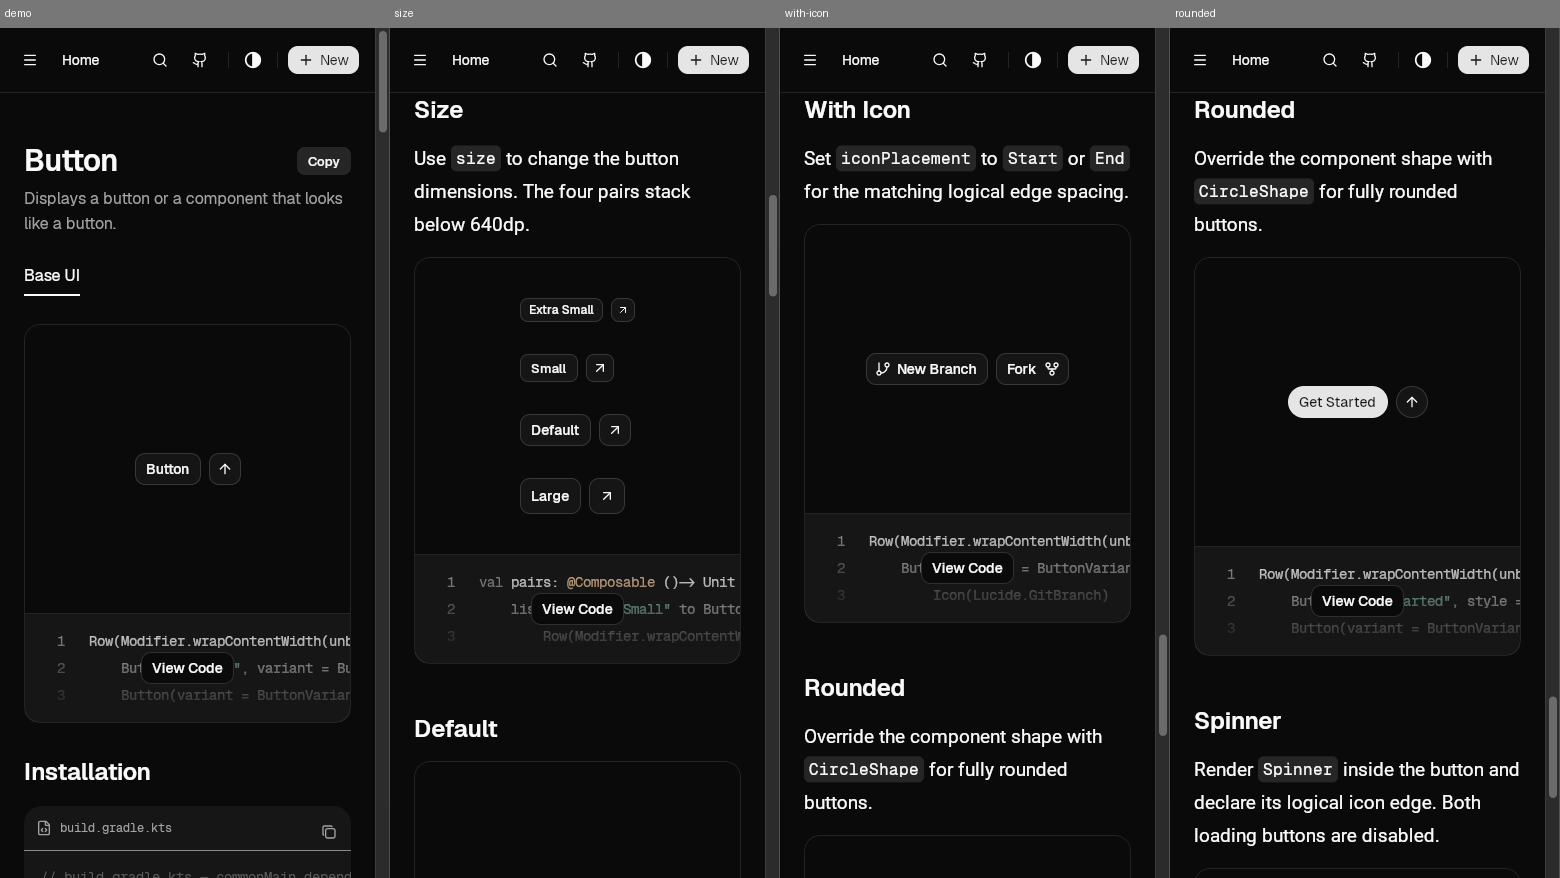 demo
Home
New
Button
Copy
Displays a button or a component that looks
like a button.
Base UI
Button
1 Row(Modifier.wrapContentWidth(unb
2 But View Code ", variant = Bu
3 Button(variant = ButtonVarian
Installation
build.gradle.kts
// build.gradle.kts — commonMain depend
size
Home
New
Size
Use size to change the button
dimensions. The four pairs stack
below 640dp.
Extra Small
Small
Default
Large
1 val pairs: @Composable ()→ Unit
2 lis View Code Small" to Butto
3 Row(Modifier.wrapContentW
Default
with-icon
Home
New
With Icon
Set iconPlacement to Start or End
for the matching logical edge spacing.
New Branch
Fork
1 Row(Modifier.wrapContentWidth(unb
2 But View Code = ButtonVarian
3 Icon(Lucide.GitBranch)
Rounded
Override the component shape with
CircleShape for fully rounded
buttons.
rounded
Home
New
Rounded
Override the component shape with
CircleShape for fully rounded
buttons.
Get Started
1 Row(Modifier.wrapContentWidth(unb
2 But View Code arted", style =
3 Button(variant = ButtonVarian
Spinner
Render Spinner inside the button and
declare its logical icon edge. Both
loading buttons are disabled.